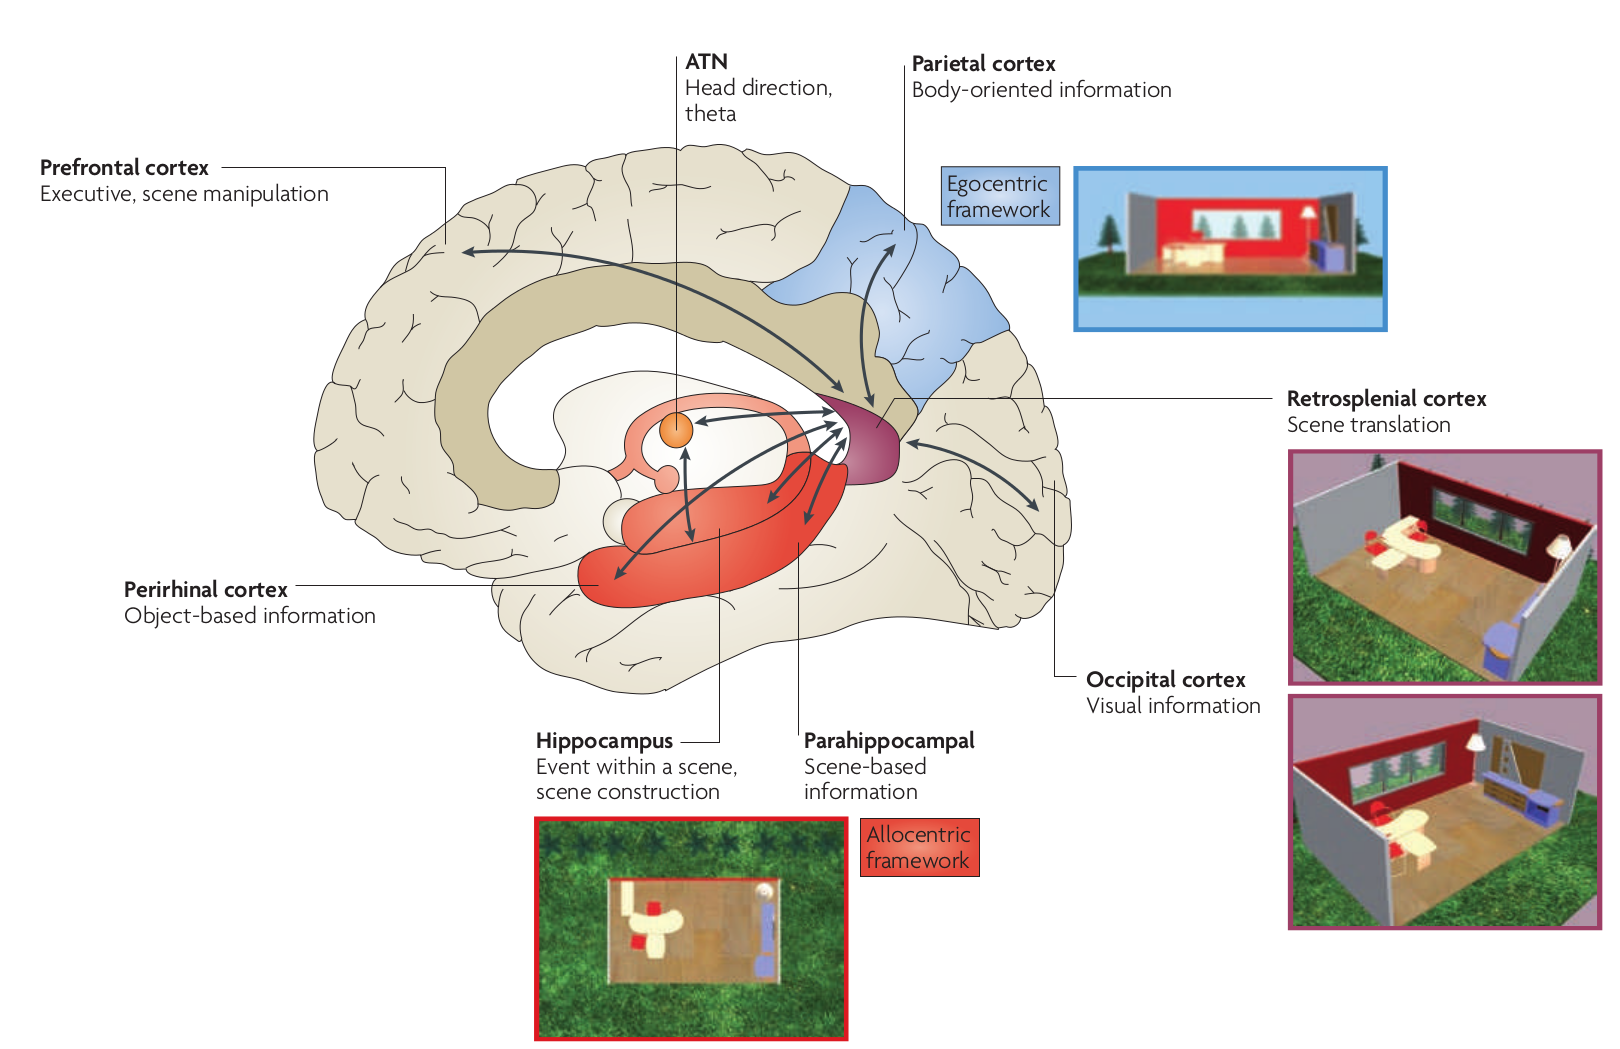 ATN
Head direction,
theta
Parietal cortex
Body-oriented information
Prefrontal cortex
Executive, scene manipulation
Egocentric
framework
Retrosplenial cortex
Scene translation
Perirhinal cortex
Object-based information
Occipital cortex
Visual information
Hippocampus
Event within a scene,
scene construction
Parahippocampal
Scene-based
information
Allocentric
framework